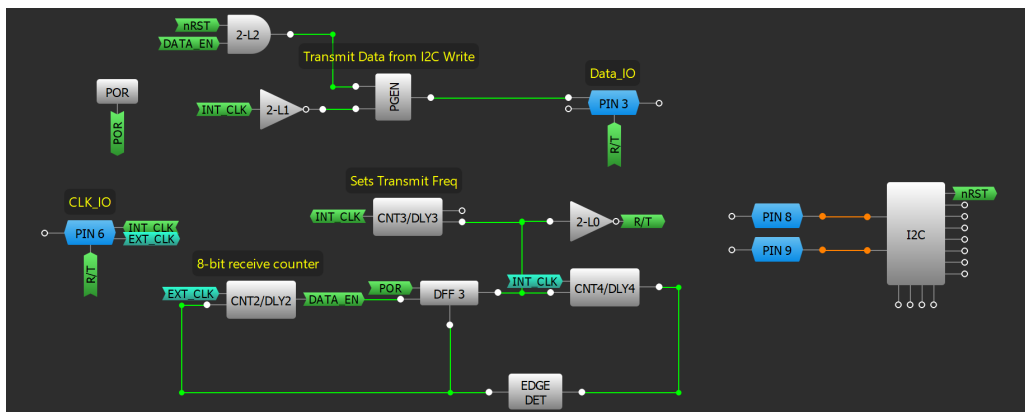 nRST
DATA_EN
2-L2
Transmit Data from I2C Write
POR
POR
INT_CLK
2-L1
PGEN
Data_IO
PIN 3
R/T
Sets Transmit Freq
CLK_IO
PIN 6
INT_CLK
EXT_CLK
R/T
INT_CLK
CNT3/DLY3
2-L0
R/T
PIN 8
PIN 9
I2C
nRST
8-bit receive counter
EXT_CLK
CNT2/DLY2
DATA_EN
POR
DFF 3
INT_CLK
CNT4/DLY4
EDGE
DET